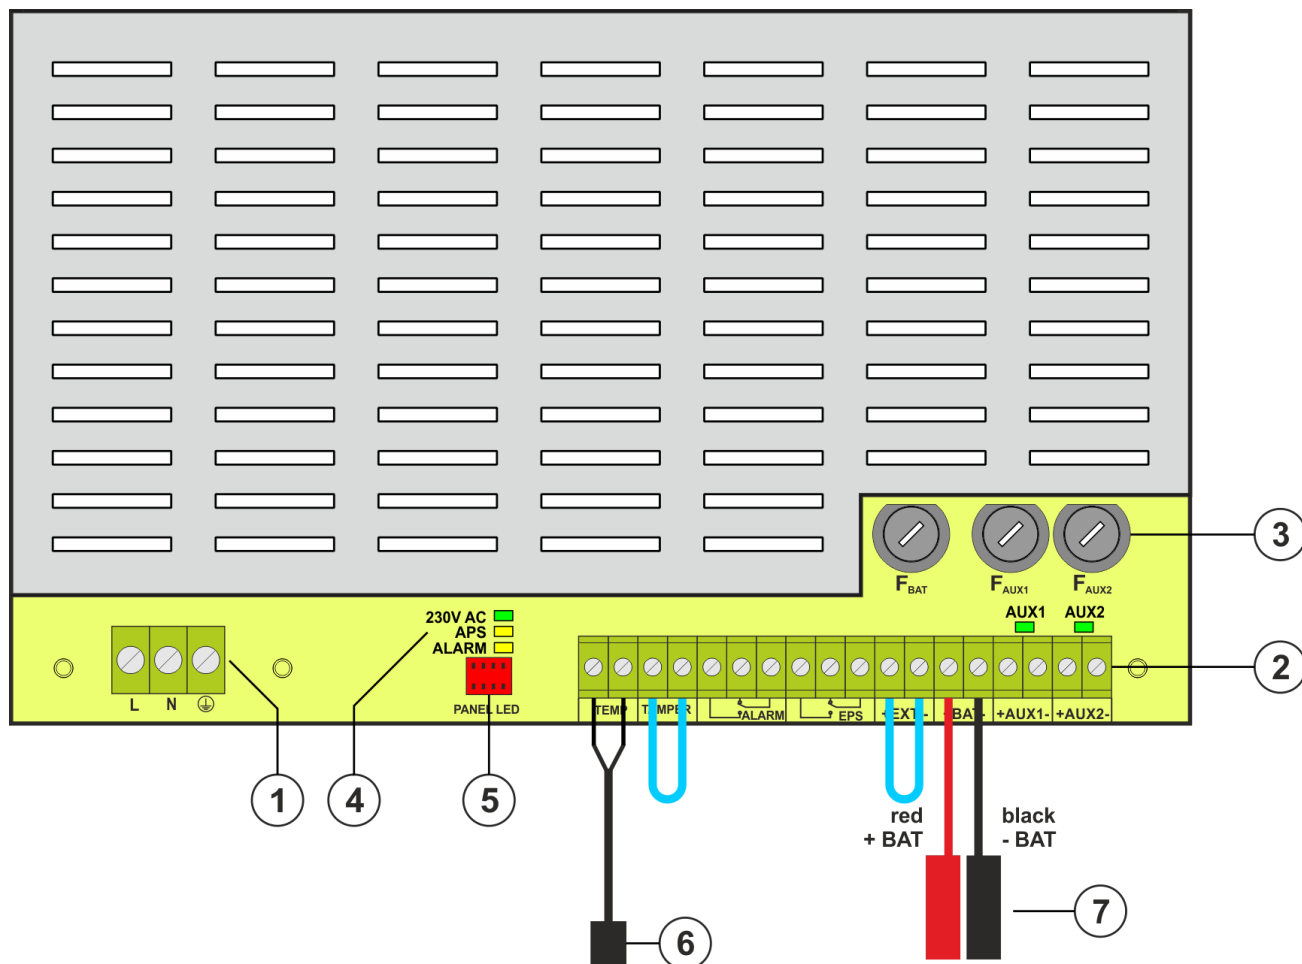 3
F BAT
F AUX1
F AUX2
AUX1
AUX2
230V AC
APS
ALARM
2
L
N
PANEL LED
TEMP
TEMPER
ALARM
EPS
+EXT-
+BAT-
+AUX1-
+AUX2-
1
4
5
red
+ BAT
black
- BAT
7
6